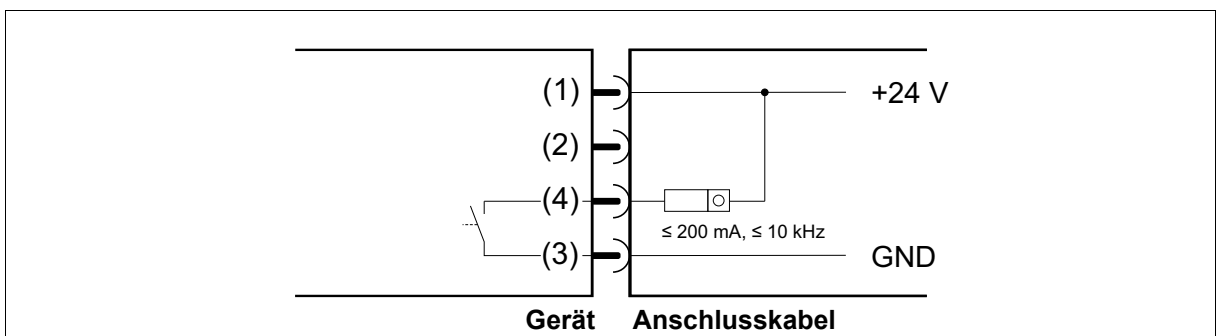 (1)
+24 V
(2)
(4)
≤ 200 mA, ≤ 10 kHz
(3)
GND
Gerät
Anschlusskabel